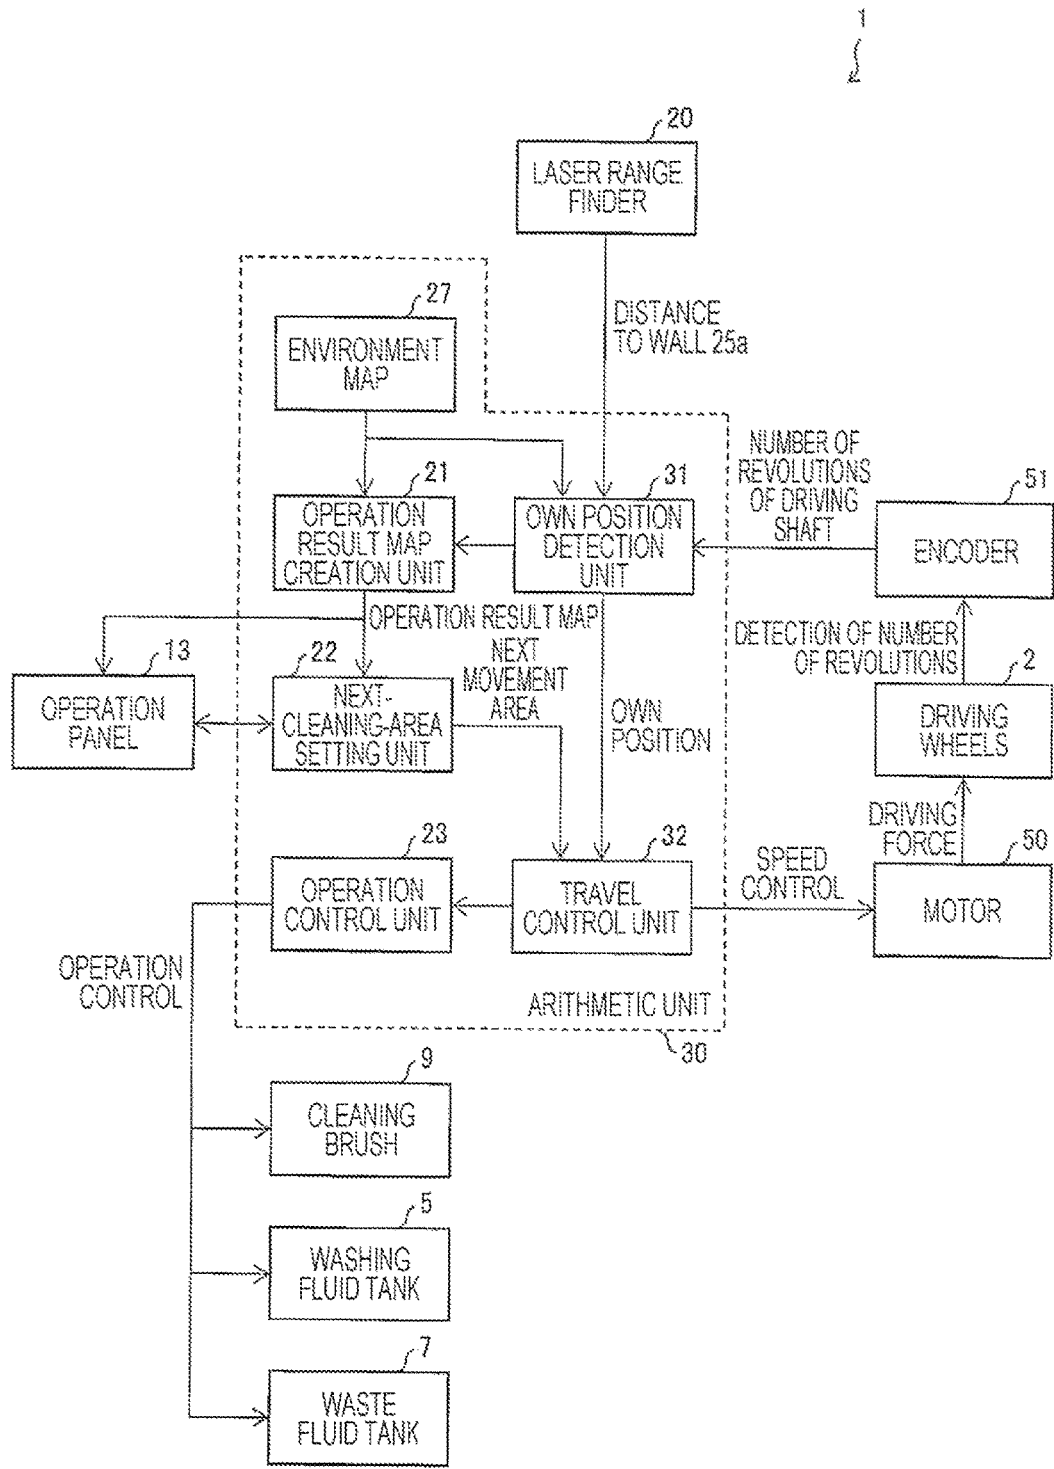 1
20
LASER RANGE
FINDER
27
ENVIRONMENT
MAP
DISTANCE
TO WALL 25a
21
OPERATION
RESULT MAP
CREATION UNIT
31
OWN POSITION
DETECTION
UNIT
NUMBER OF
REVOLUTIONS
OF DRIVING
SHAFT
51
ENCODER
OPERATION RESULT MAP
DETECTION OF NUMBER
OF REVOLUTIONS
13
OPERATION
PANEL
22
NEXT-
CLEANING-AREA
SETTING UNIT
NEXT
MOVEMENT
AREA
OWN
POSITION
2
DRIVING
WHEELS
DRIVING
FORCE
23
OPERATION
CONTROL UNIT
32
TRAVEL
CONTROL UNIT
SPEED
CONTROL
50
MOTOR
OPERATION
CONTROL
ARITHMETIC UNIT
30
9
CLEANING
BRUSH
5
WASHING
FLUID TANK
7
WASTE
FLUID TANK